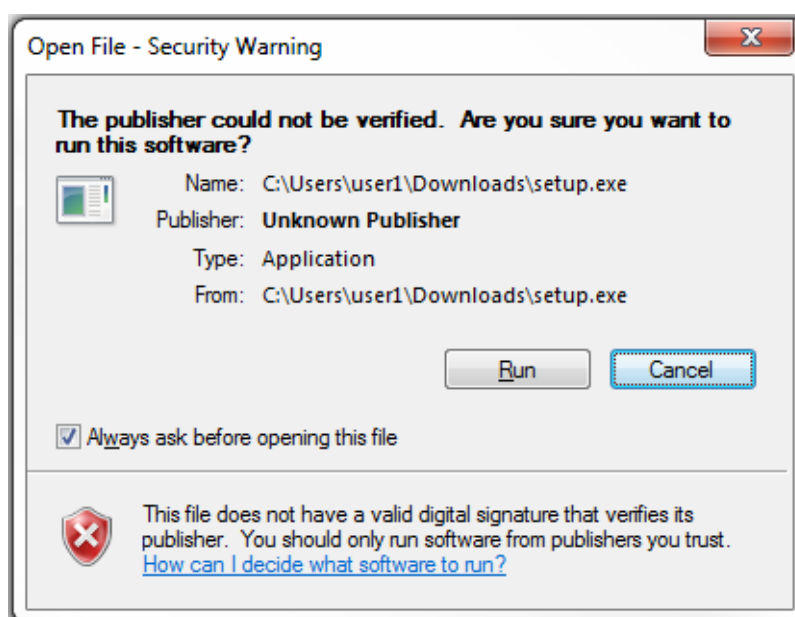 Open File - Security Warning
The publisher could not be verified.  Are you sure you want to
run this software?
Name: C:\Users\user1\Downloads\setup.exe
Publisher: Unknown Publisher
Type: Application
From: C:\Users\user1\Downloads\setup.exe
Run Cancel
Always ask before opening this file
This file does not have a valid digital signature that verifies its
publisher.  You should only run software from publishers you trust.
How can I decide what software to run?